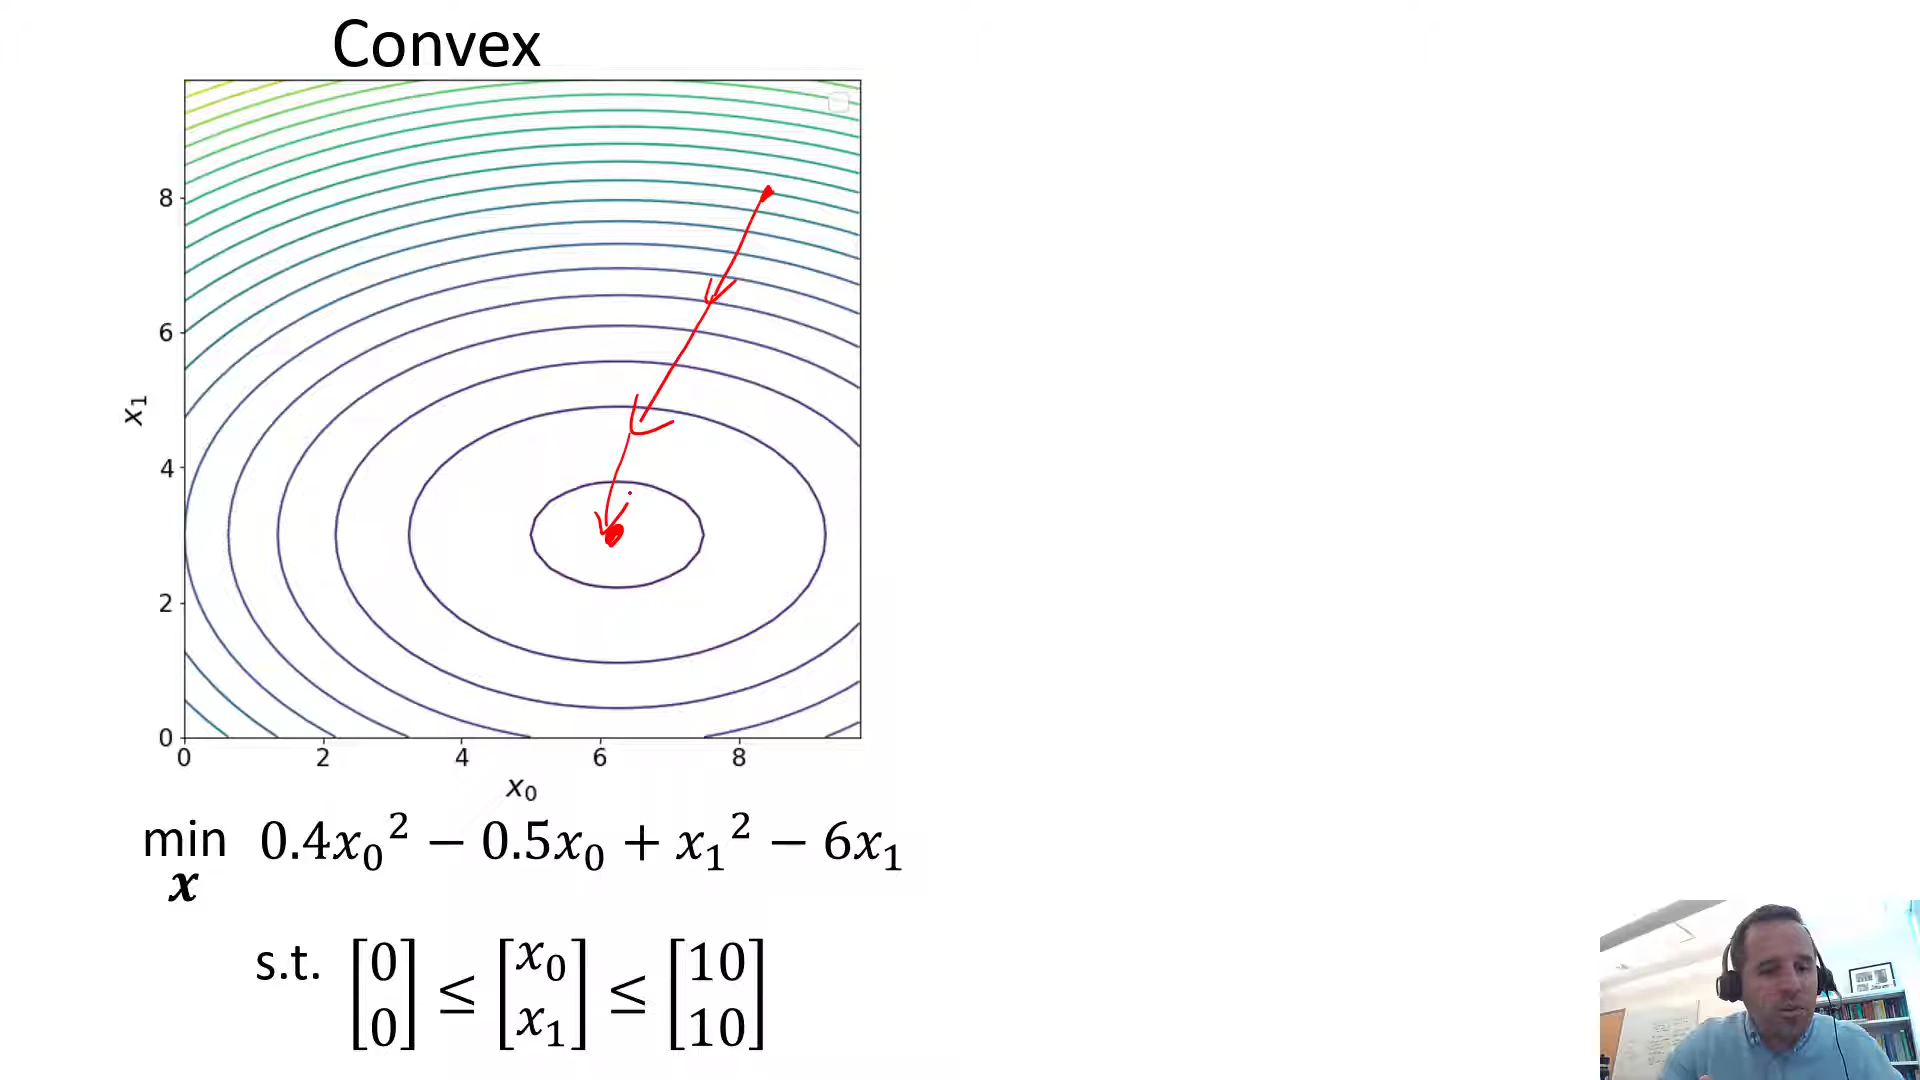 Convex
8
6
4
2
0
x₁
0 2 4 6 8
x₀
min 0.4x₀² − 0.5x₀ + x₁² − 6x₁
x
s.t. [0 0] ≤ [x₀ x₁] ≤ [10 10]